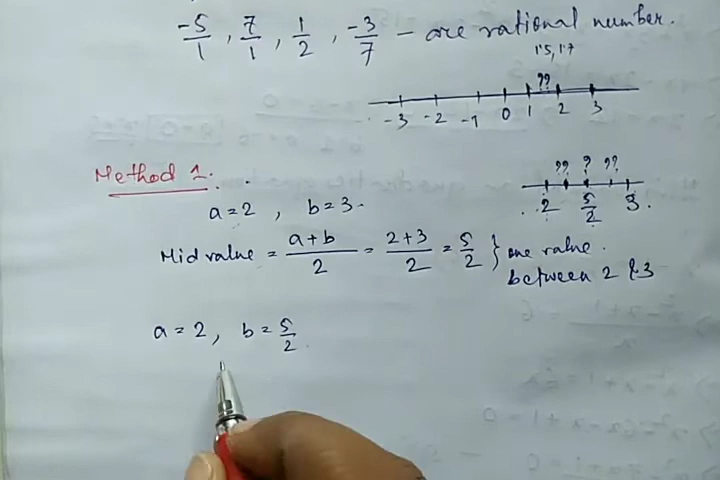 -5/1 , 7/1 , 1/2 , -3/7 – are rational number.
1.5, 1.7
??
-3 -2 -1 0 1 2 3
Method 1:
?? ? ??
2 5/2 3
a = 2 , b = 3.
Mid value = a+b/2 = 2+3/2 = 5/2 } one value
between 2 & 3
a = 2 , b = 5/2